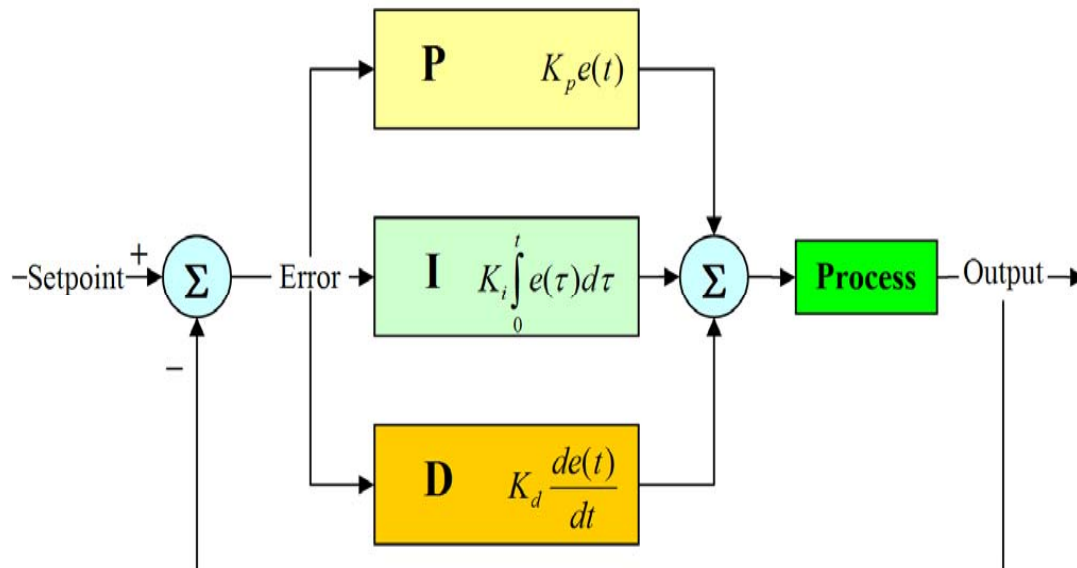 P K_p e(t)
–Setpoint + Σ Error I K_i ∫_0^t e(τ)dτ Σ Process Output
–
D K_d de(t)/dt